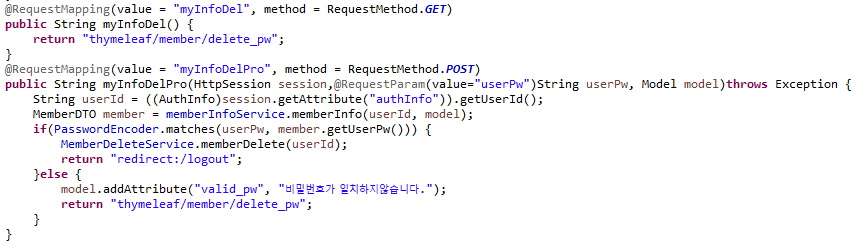 @RequestMapping(value = "myInfoDel", method = RequestMethod.GET)
public String myInfoDel() {
    return "thymeleaf/member/delete_pw";
}
@RequestMapping(value = "myInfoDelPro", method = RequestMethod.POST)
public String myInfoDelPro(HttpSession session,@RequestParam(value="userPw")String userPw, Model model)throws Exception {
    String userId = ((AuthInfo)session.getAttribute("authInfo")).getUserId();
    MemberDTO member = memberInfoService.memberInfo(userId, model);
    if(PasswordEncoder.matches(userPw, member.getUserPw())) {
        MemberDeleteService.memberDelete(userId);
        return "redirect:/logout";
    }else {
        model.addAttribute("valid_pw", "비밀번호가 일치하지않습니다.");
        return "thymeleaf/member/delete_pw";
    }
}